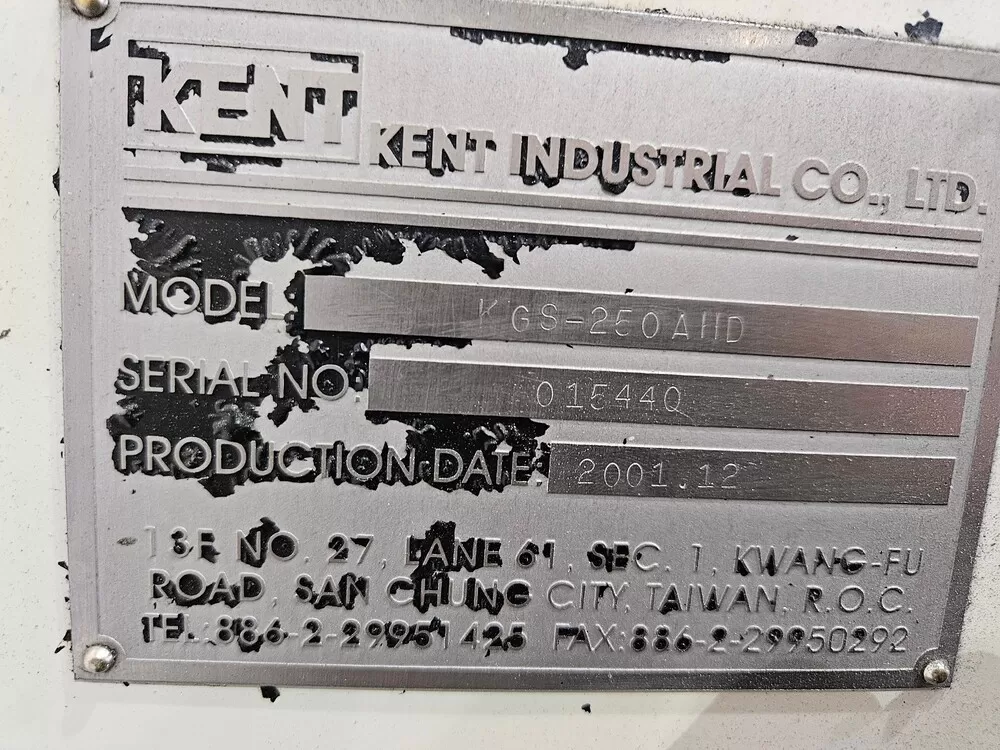 KENT
KENT INDUSTRIAL CO., LTD.
MODEL: KGS-250AHD
SERIAL NO: 01544Q
PRODUCTION DATE: 2001.12
13F, NO. 27, LANE 61, SEC. 1, KWANG-FU
ROAD, SAN CHUNG CITY, TAIWAN, R.O.C.
TEL:886-2-29951425 FAX:886-2-29950292